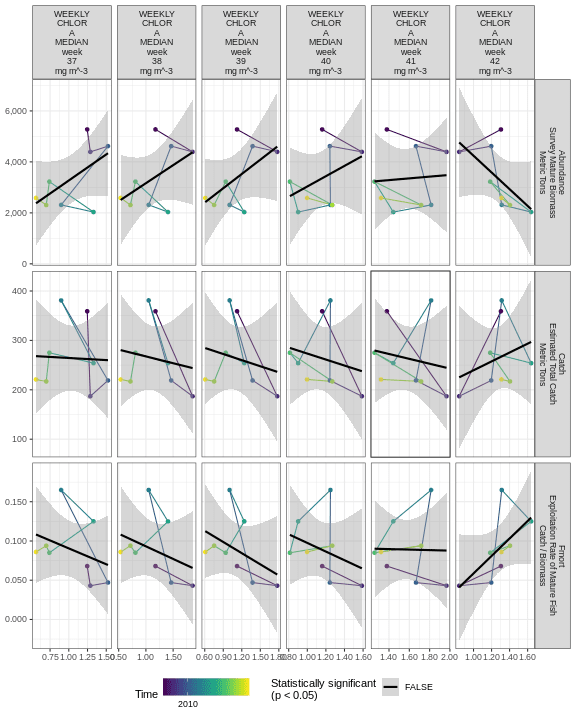 WEEKLY
CHLOR
A
MEDIAN
week
37
mg m^-3
WEEKLY
CHLOR
A
MEDIAN
week
38
mg m^-3
WEEKLY
CHLOR
A
MEDIAN
week
39
mg m^-3
WEEKLY
CHLOR
A
MEDIAN
week
40
mg m^-3
WEEKLY
CHLOR
A
MEDIAN
week
41
mg m^-3
WEEKLY
CHLOR
A
MEDIAN
week
42
mg m^-3
6,000
4,000
2,000
0
Abundance
Survey Mature Biomass
Metric Tons
400
300
200
100
Catch
Estimated Total Catch
Metric Tons
0.150
0.100
0.050
0.000
Fmort
Exploitation Rate of Mature Fish
Catch / Biomass
0.75 1.00 1.25 1.50
0.50 1.00 1.50
0.60 0.90 1.20 1.50 1.80
0.80 1.00 1.20 1.40 1.60
1.40 1.60 1.80 2.00
1.00 1.20 1.40 1.60
Time
2010
Statistically significant
(p < 0.05)
FALSE